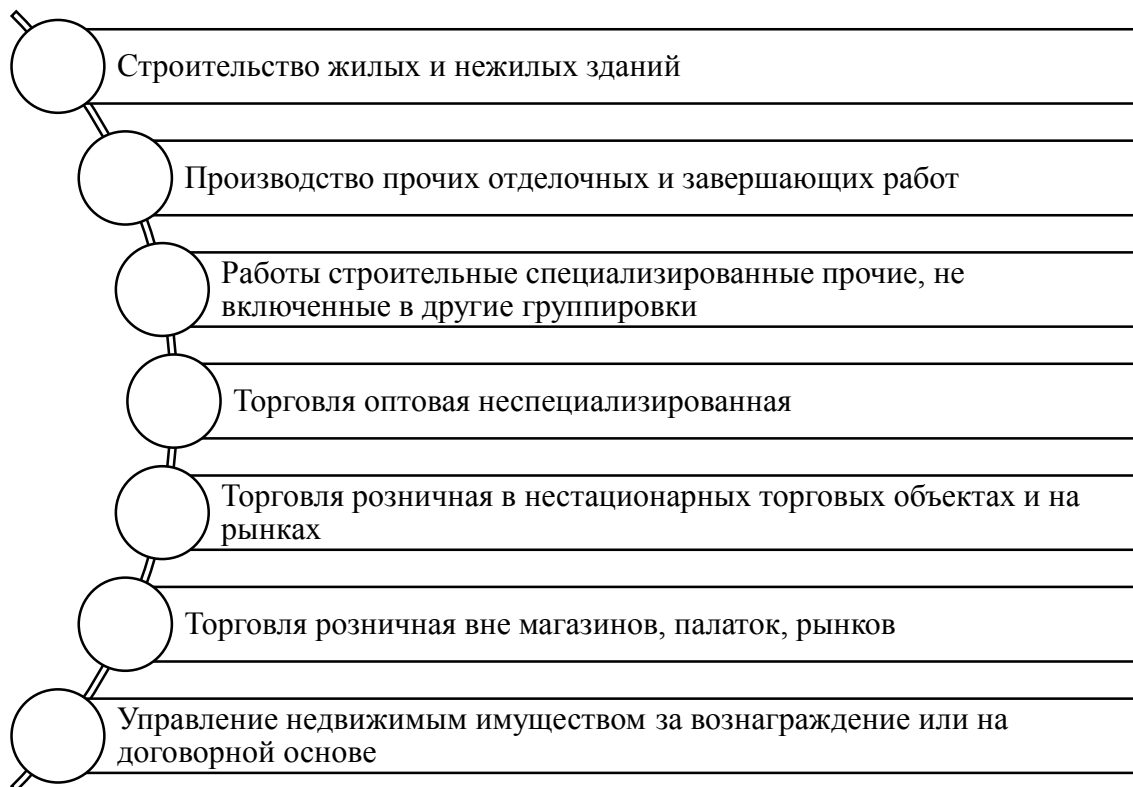 Строительство жилых и нежилых зданий
Производство прочих отделочных и завершающих работ
Работы строительные специализированные прочие, не
включенные в другие группировки
Торговля оптовая неспециализированная
Торговля розничная в нестационарных торговых объектах и на
рынках
Торговля розничная вне магазинов, палаток, рынков
Управление недвижимым имуществом за вознаграждение или на
договорной основе